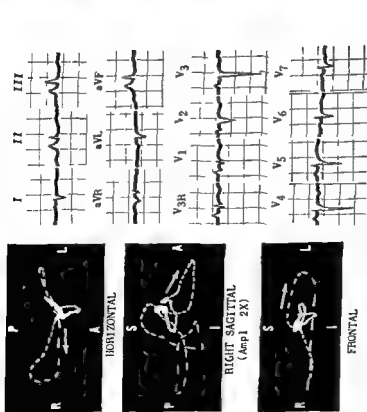 I II III
aVR aVL aVF
V3R V1 V2 V3
V4 V5 V6 V7
P
R L
A
HORIZONTAL
S
P A
I
RIGHT SAGITTAL
(Ampl 2X)
S
R L
I
FRONTAL